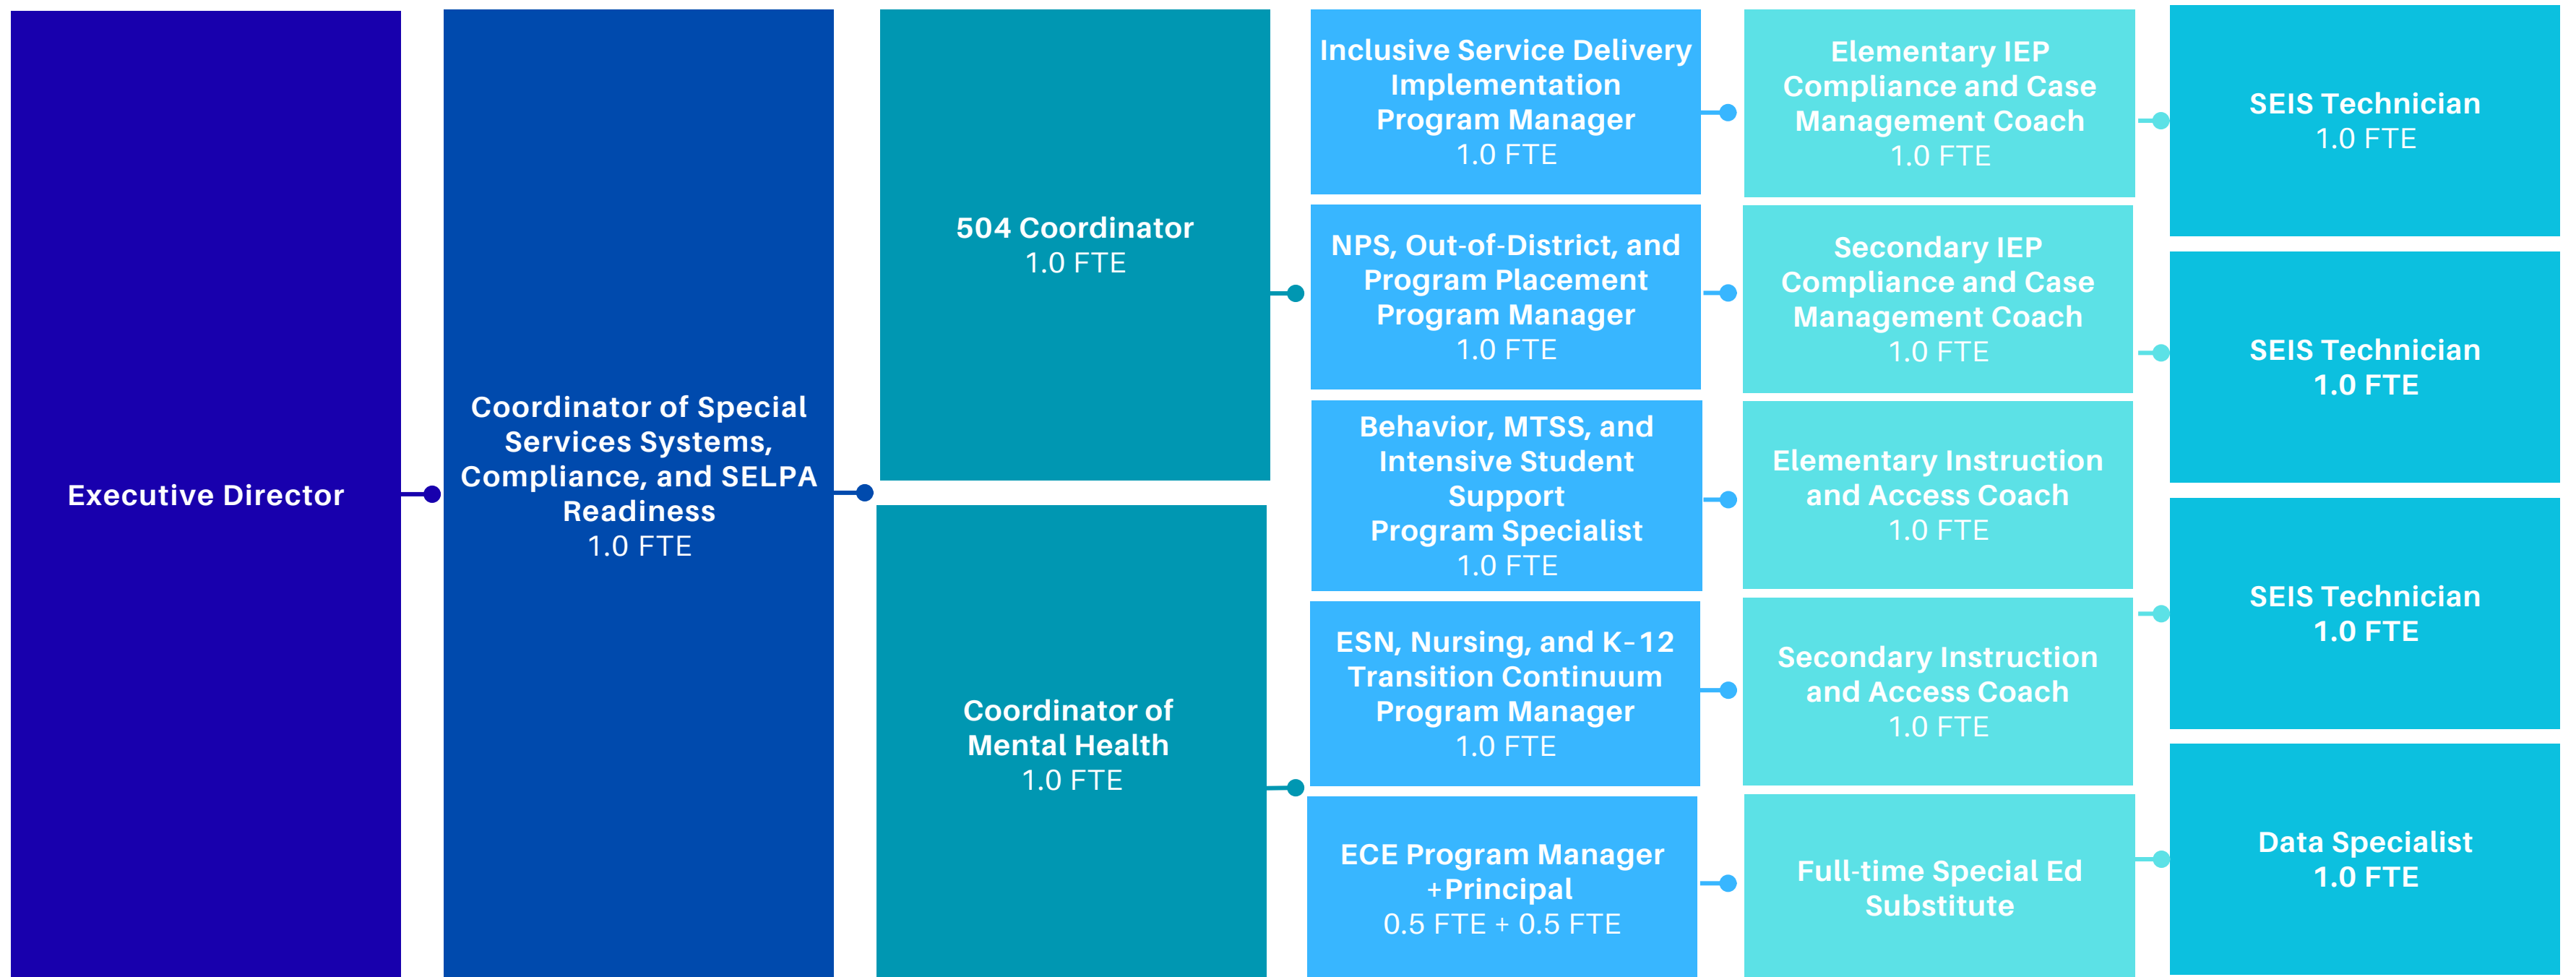 Executive Director
Coordinator of Special
Services Systems,
Compliance, and SELPA
Readiness
1.0 FTE
504 Coordinator
1.0 FTE
Coordinator of
Mental Health
1.0 FTE
Inclusive Service Delivery
Implementation
Program Manager
1.0 FTE
NPS, Out-of-District, and
Program Placement
Program Manager
1.0 FTE
Behavior, MTSS, and
Intensive Student
Support
Program Specialist
1.0 FTE
ESN, Nursing, and K–12
Transition Continuum
Program Manager
1.0 FTE
ECE Program Manager
+Principal
0.5 FTE + 0.5 FTE
Elementary IEP
Compliance and Case
Management Coach
1.0 FTE
Secondary IEP
Compliance and Case
Management Coach
1.0 FTE
Elementary Instruction
and Access Coach
1.0 FTE
Secondary Instruction
and Access Coach
1.0 FTE
Full-time Special Ed
Substitute
SEIS Technician
1.0 FTE
SEIS Technician
1.0 FTE
SEIS Technician
1.0 FTE
Data Specialist
1.0 FTE